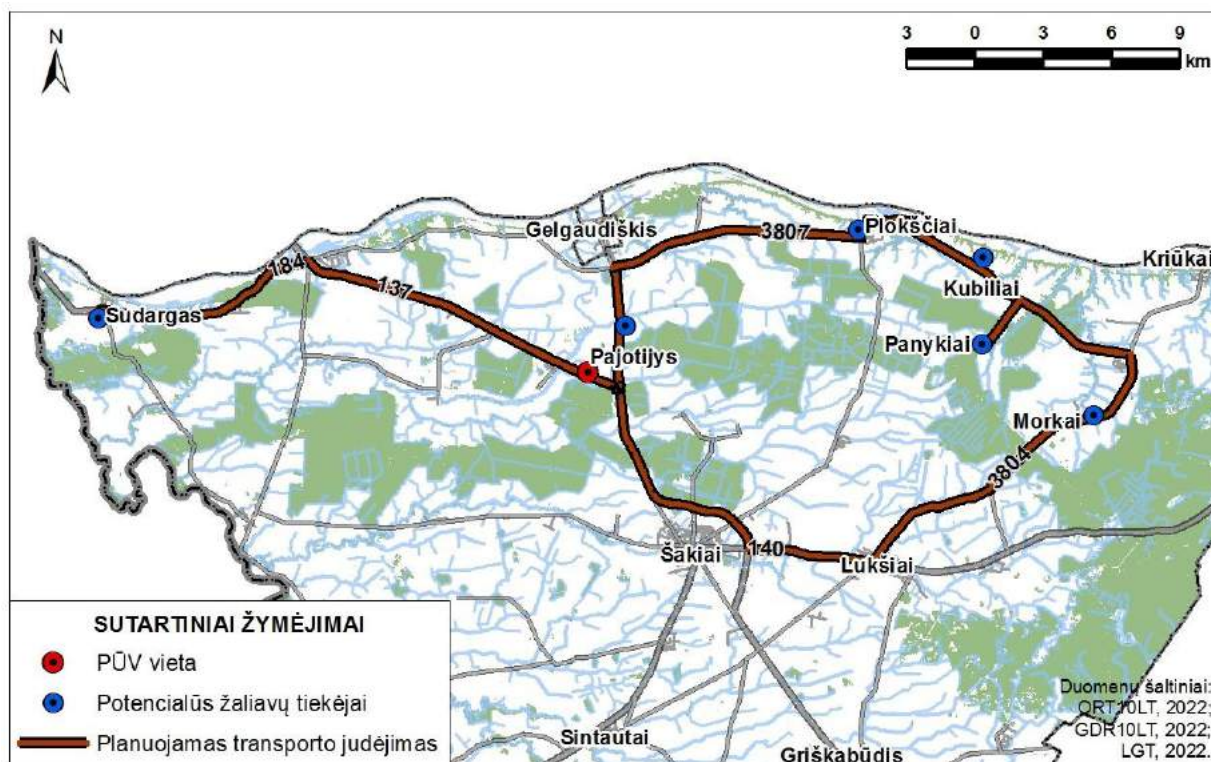 N
3 0 3 6 9
km
Gelgaudiškis
3807
Plokščiai
Kriūkai
184
Kubiliai
137
Sudargas
Pajotijys
Panykiai
Morkai
3804
Šakiai
140
Lukšiai
SUTARTINIAI ŽYMĖJIMAI
PŪV vieta
Potencialūs žaliavų tiekėjai
Planuojamas transporto judėjimas
Sintautai
Griškabūdis
Duomenų šaltiniai:
QRT10LT, 2022;
GDR10LT, 2022;
LGT, 2022.